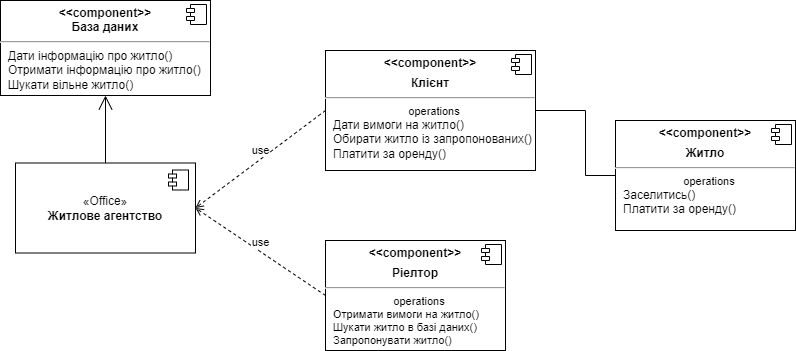 <<component>>
База даних
Дати інформацію про житло()
Отримати інформацію про житло()
Шукати вільне житло()
<<component>>
Клієнт
operations
Дати вимоги на житло()
Обирати житло із запропонованих()
Платити за оренду()
<<component>>
Житло
operations
Заселитись()
Платити за оренду()
use
«Office»
Житлове агентство
use
<<component>>
Ріелтор
operations
Отримати вимоги на житло()
Шукати житло в базі даних()
Запропонувати житло()